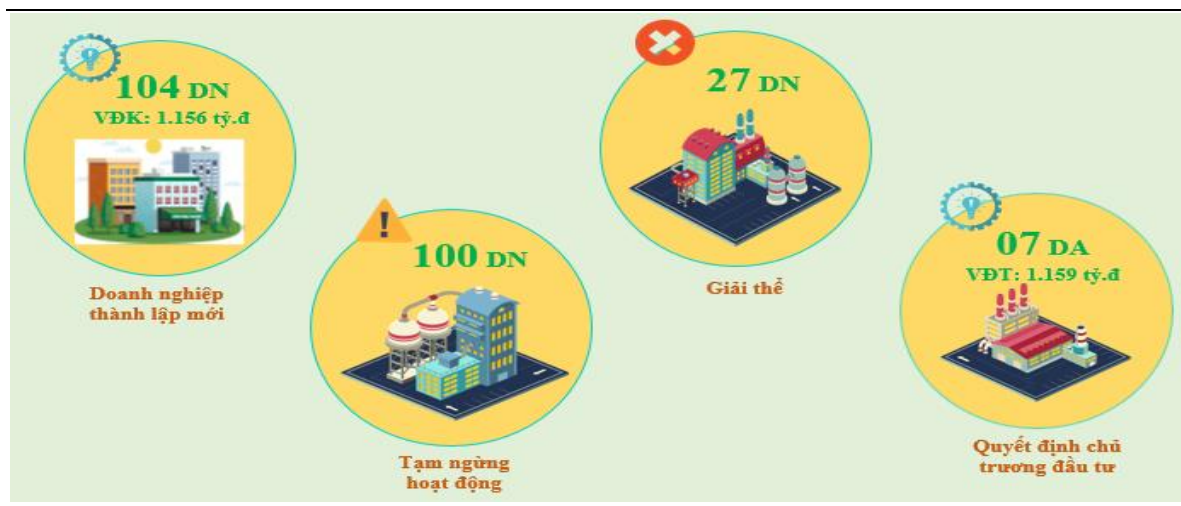 104 DN
VĐK: 1.156 tỷ.đ
Doanh nghiệp
thành lập mới
100 DN
Tạm ngừng
hoạt động
27 DN
Giải thể
07 DA
VĐT: 1.159 tỷ.đ
Quyết định chủ
trương đầu tư